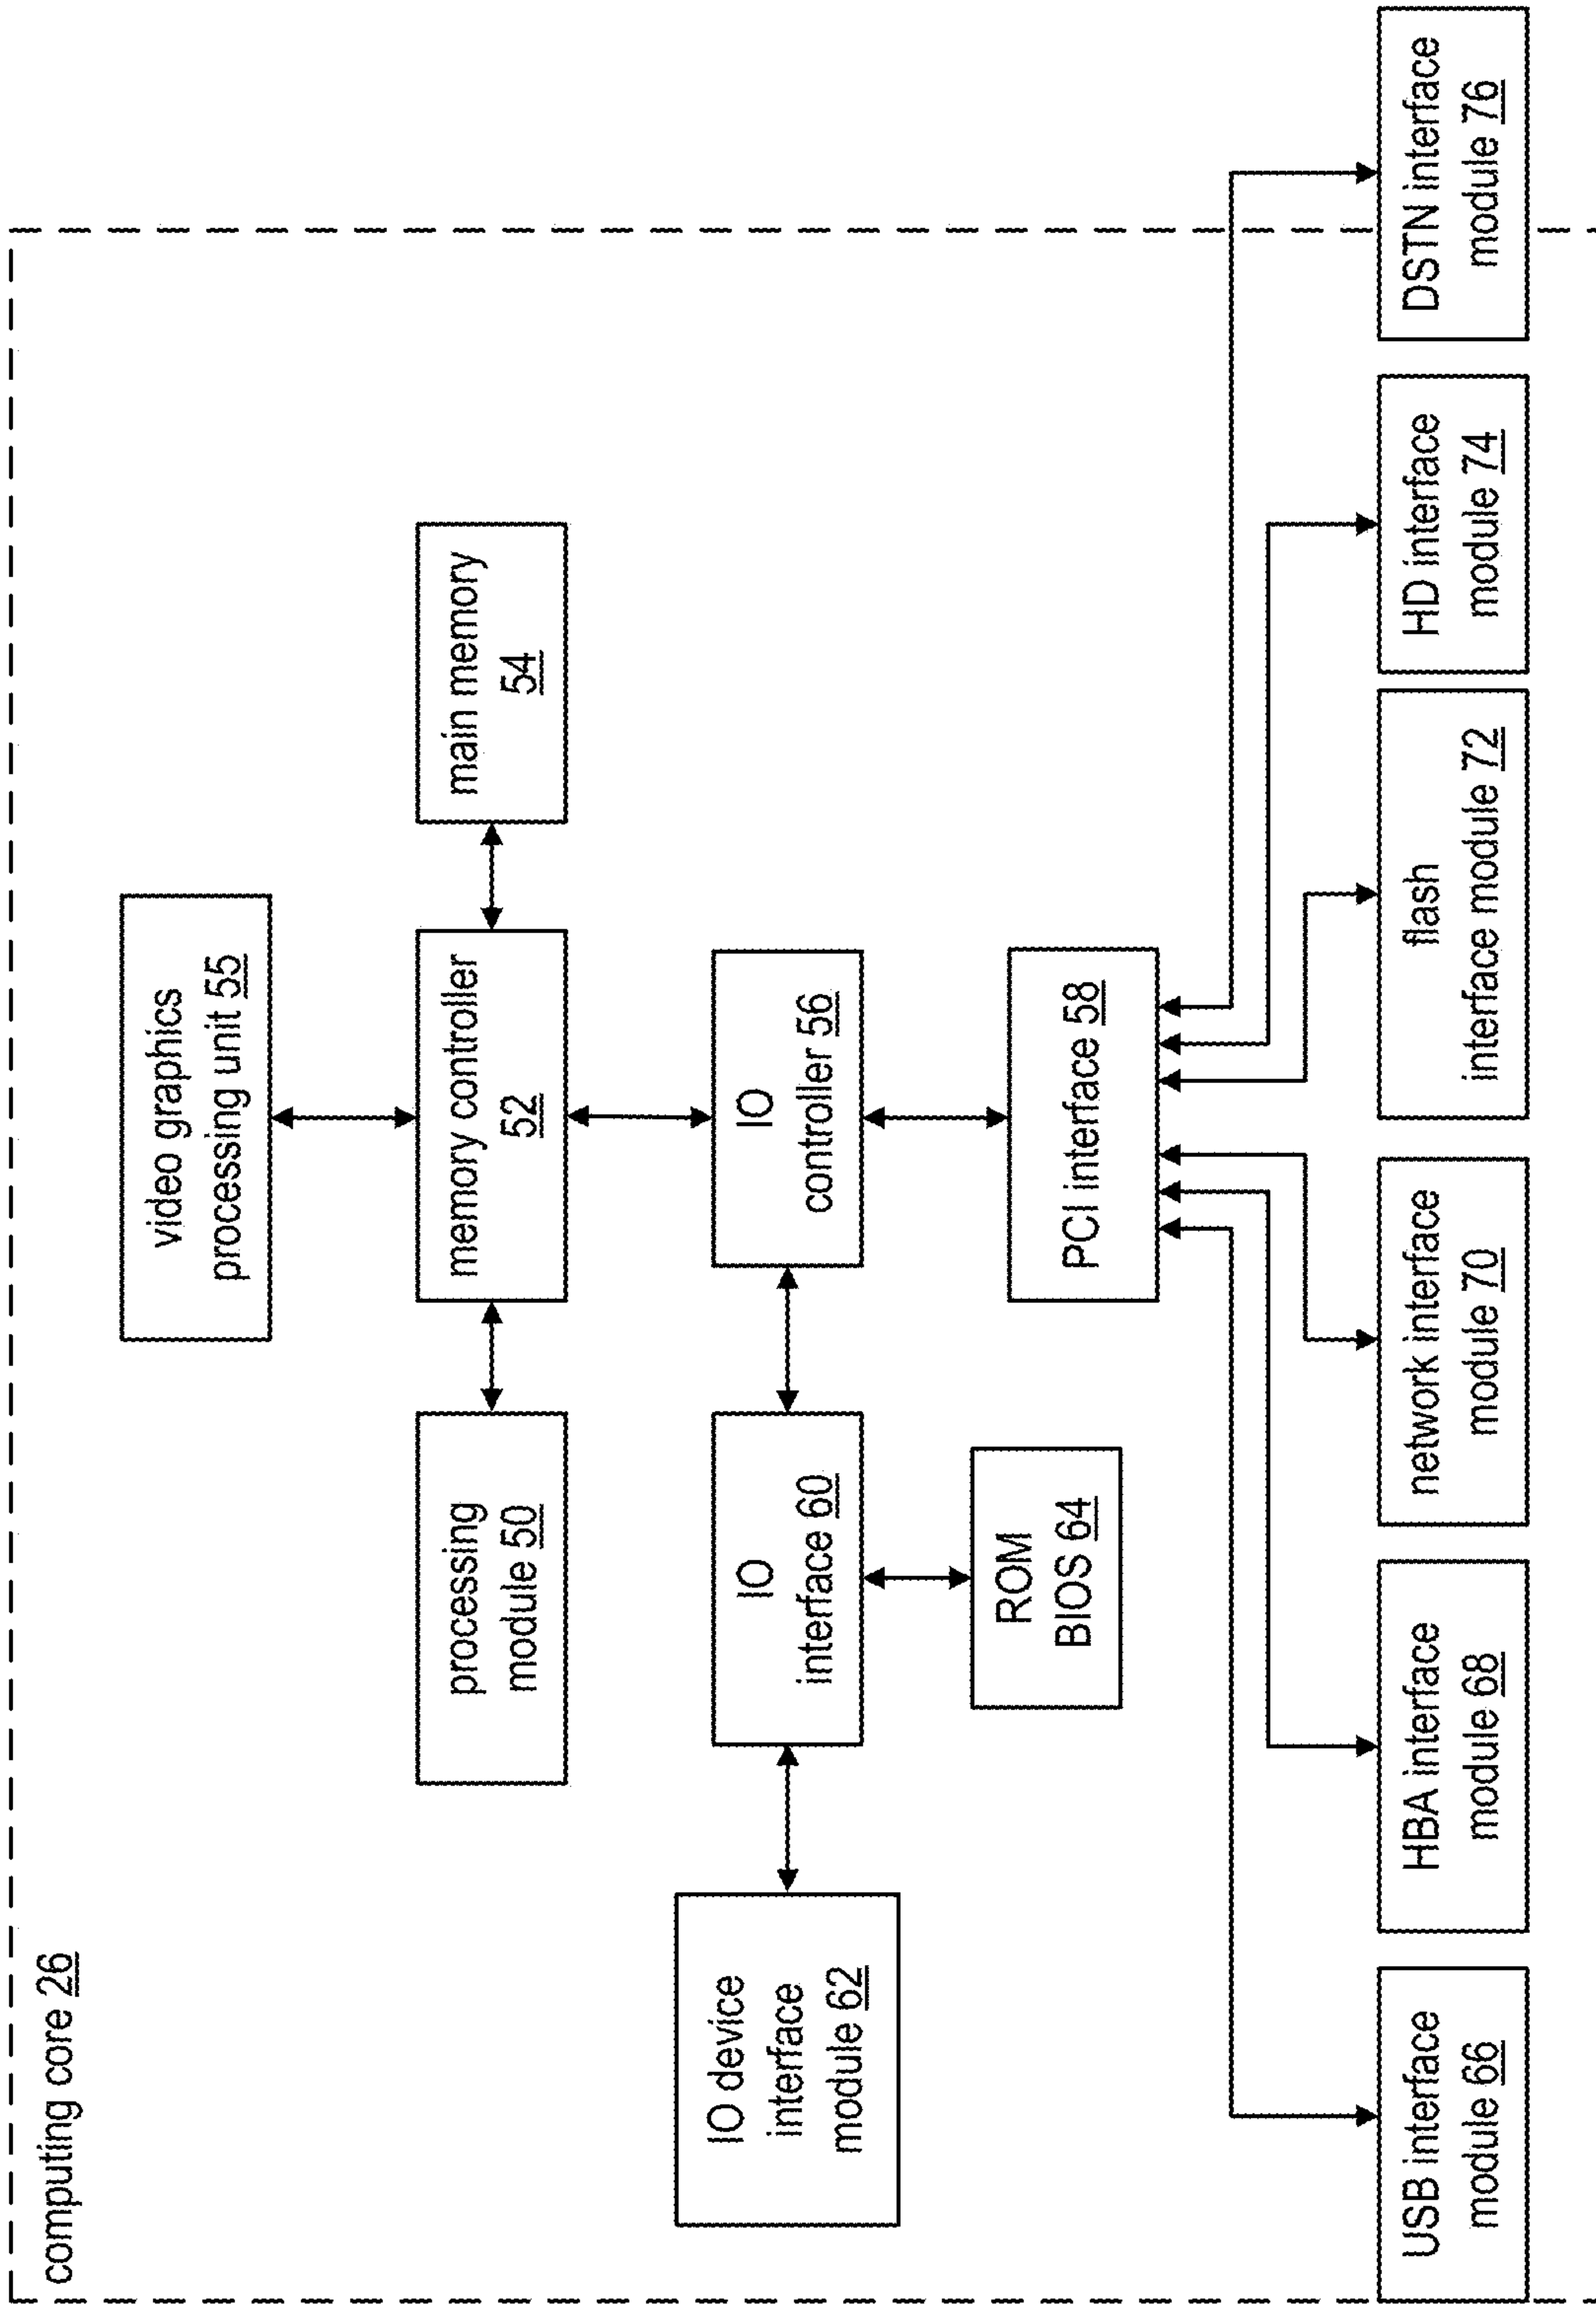 computing core 26
video graphics
processing unit 55
processing
module 50
memory controller
52
main memory
54
IO device
interface
module 62
IO
interface 60
IO
controller 56
ROM
BIOS 64
PCI interface 58
USB interface
module 66
HBA interface
module 68
network interface
module 70
flash
interface module 72
HD interface
module 74
DSTN interface
module 76